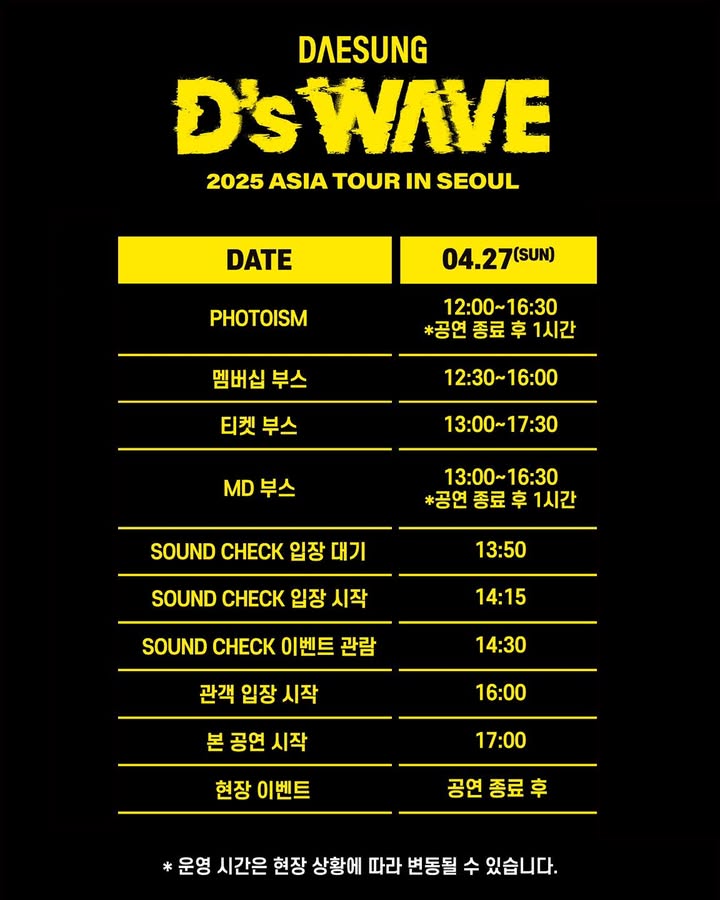 DAESUNG
D's WAVE
2025 ASIA TOUR IN SEOUL
DATE 04.27(SUN)
PHOTOISM 12:00~16:30
*공연 종료 후 1시간
멤버십 부스 12:30~16:00
티켓 부스 13:00~17:30
MD 부스 13:00~16:30
*공연 종료 후 1시간
SOUND CHECK 입장 대기 13:50
SOUND CHECK 입장 시작 14:15
SOUND CHECK 이벤트 관람 14:30
관객 입장 시작 16:00
본 공연 시작 17:00
현장 이벤트 공연 종료 후
* 운영 시간은 현장 상황에 따라 변동될 수 있습니다.